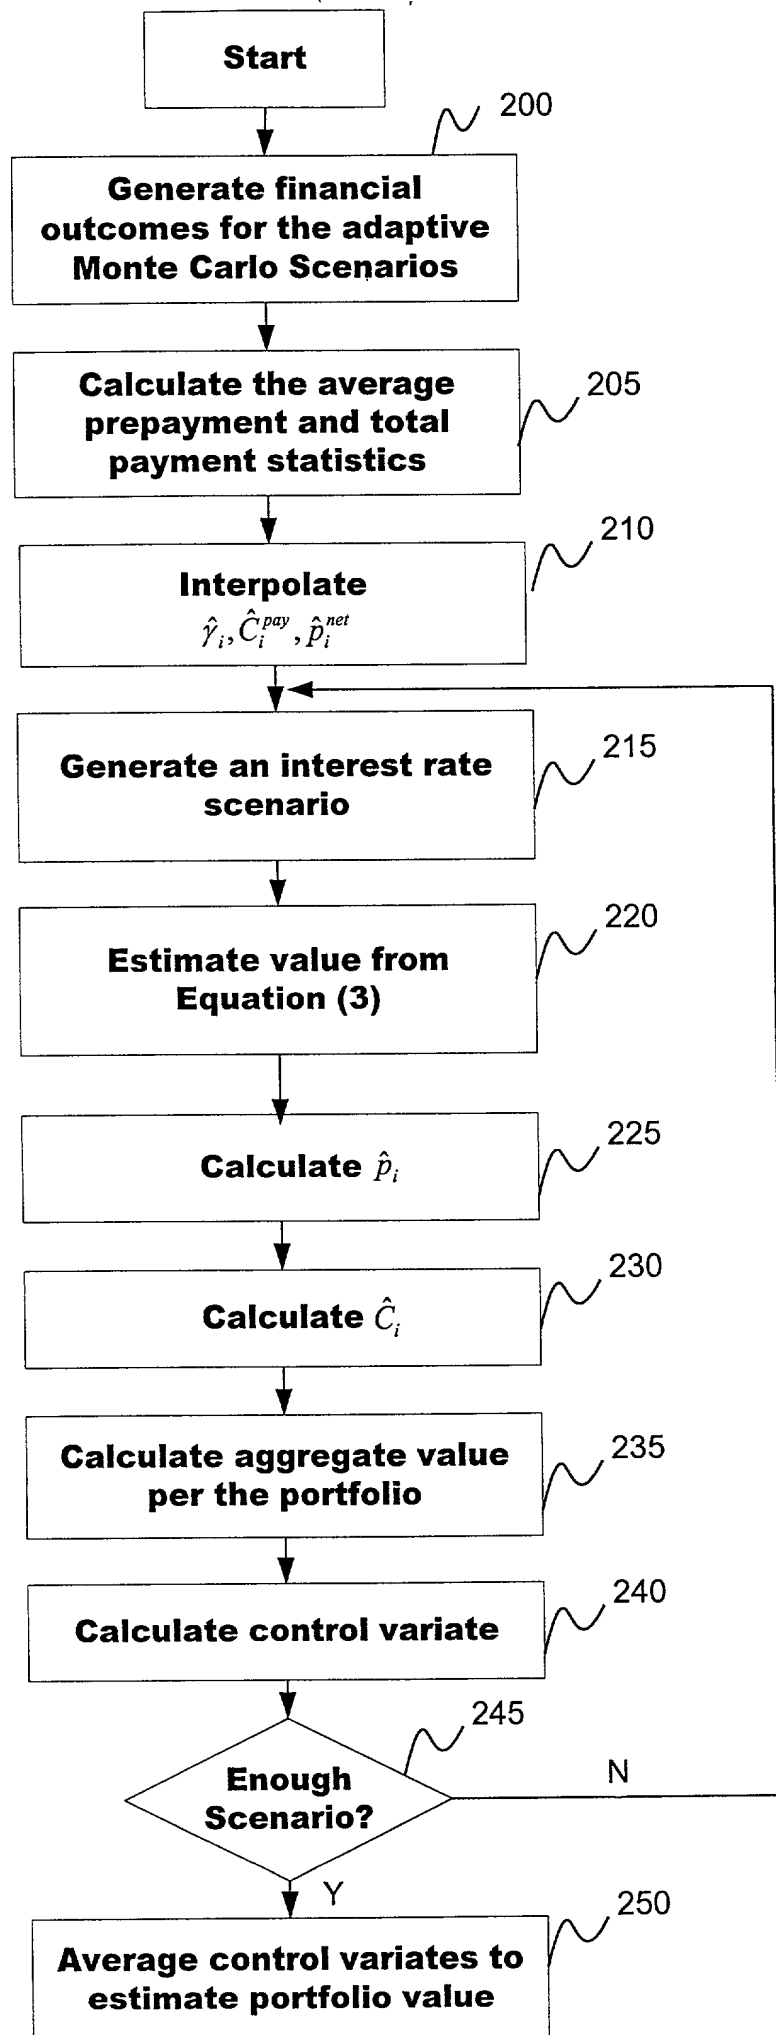 Start
200
Generate financial
outcomes for the adaptive
Monte Carlo Scenarios
Calculate the average
prepayment and total
payment statistics
205
210
Interpolate
γ̂ᵢ, Ĉᵢᵖᵃʸ, p̂ᵢⁿᵉᵗ
215
Generate an interest rate
scenario
220
Estimate value from
Equation (3)
225
Calculate p̂ᵢ
230
Calculate Ĉᵢ
235
Calculate aggregate value
per the portfolio
240
Calculate control variate
245
Enough
Scenario?
N
Y
250
Average control variates to
estimate portfolio value